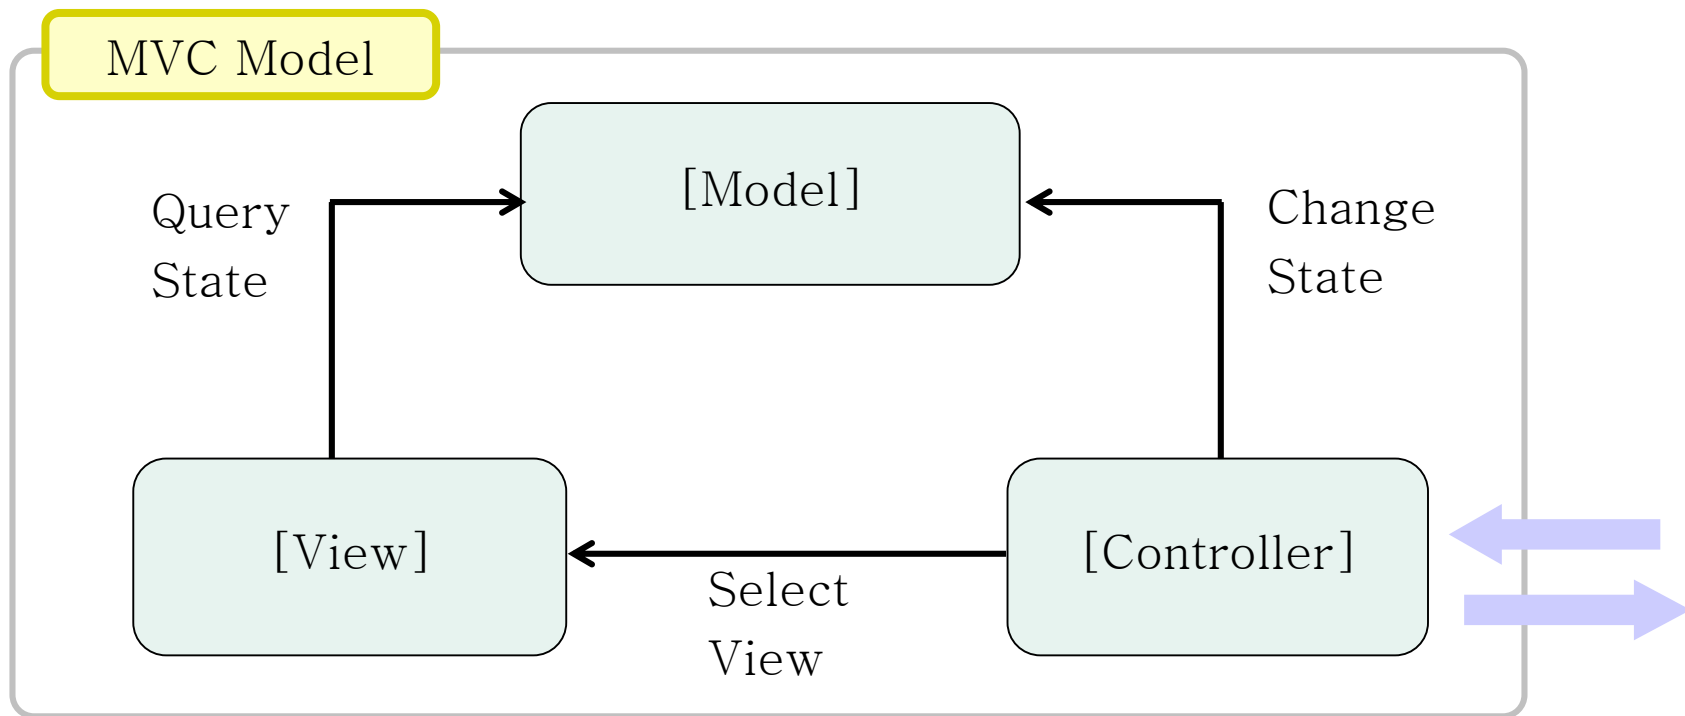 MVC Model
[Model]
Query
State
Change
State
[View]
[Controller]
Select
View